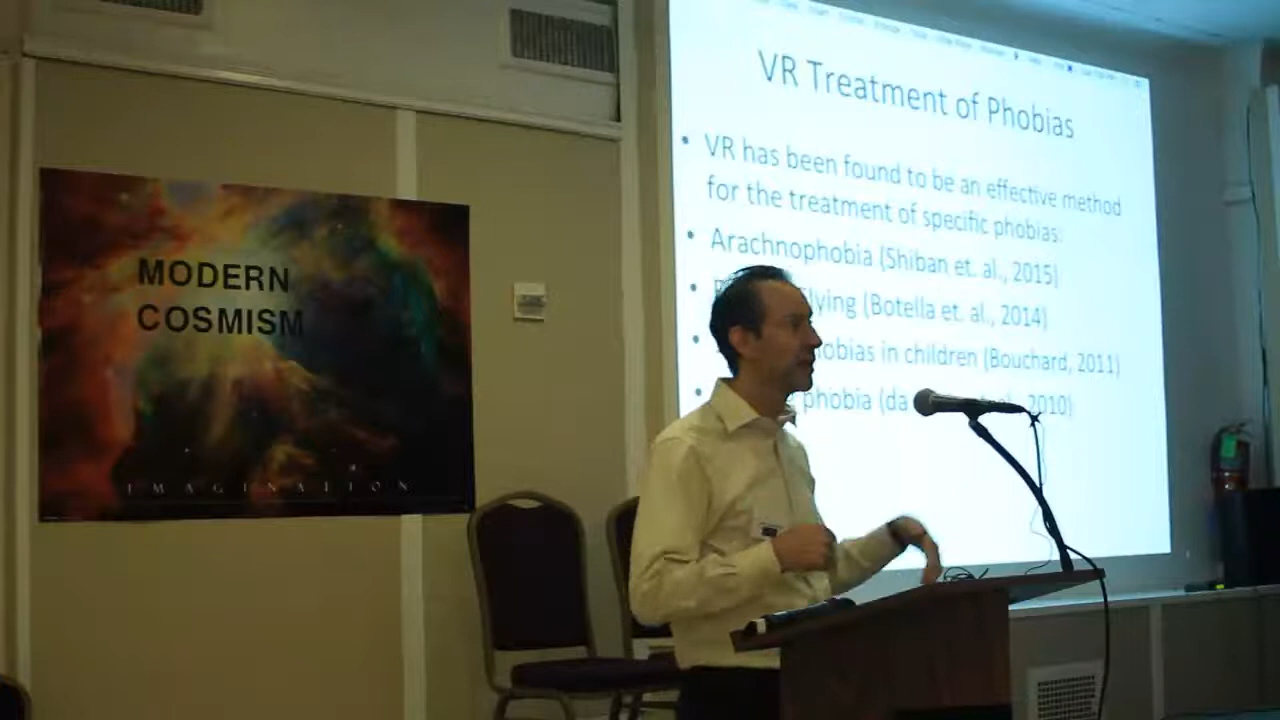 MODERN
COSMISM
IMAGINATION
VR Treatment of Phobias
• VR has been found to be an effective method
for the treatment of specific phobias:
• Arachnophobia (Shiban et. al., 2015)
• lying (Botella et. al., 2014)
• obias in children (Bouchard, 2011)
• phobia (da 2010)